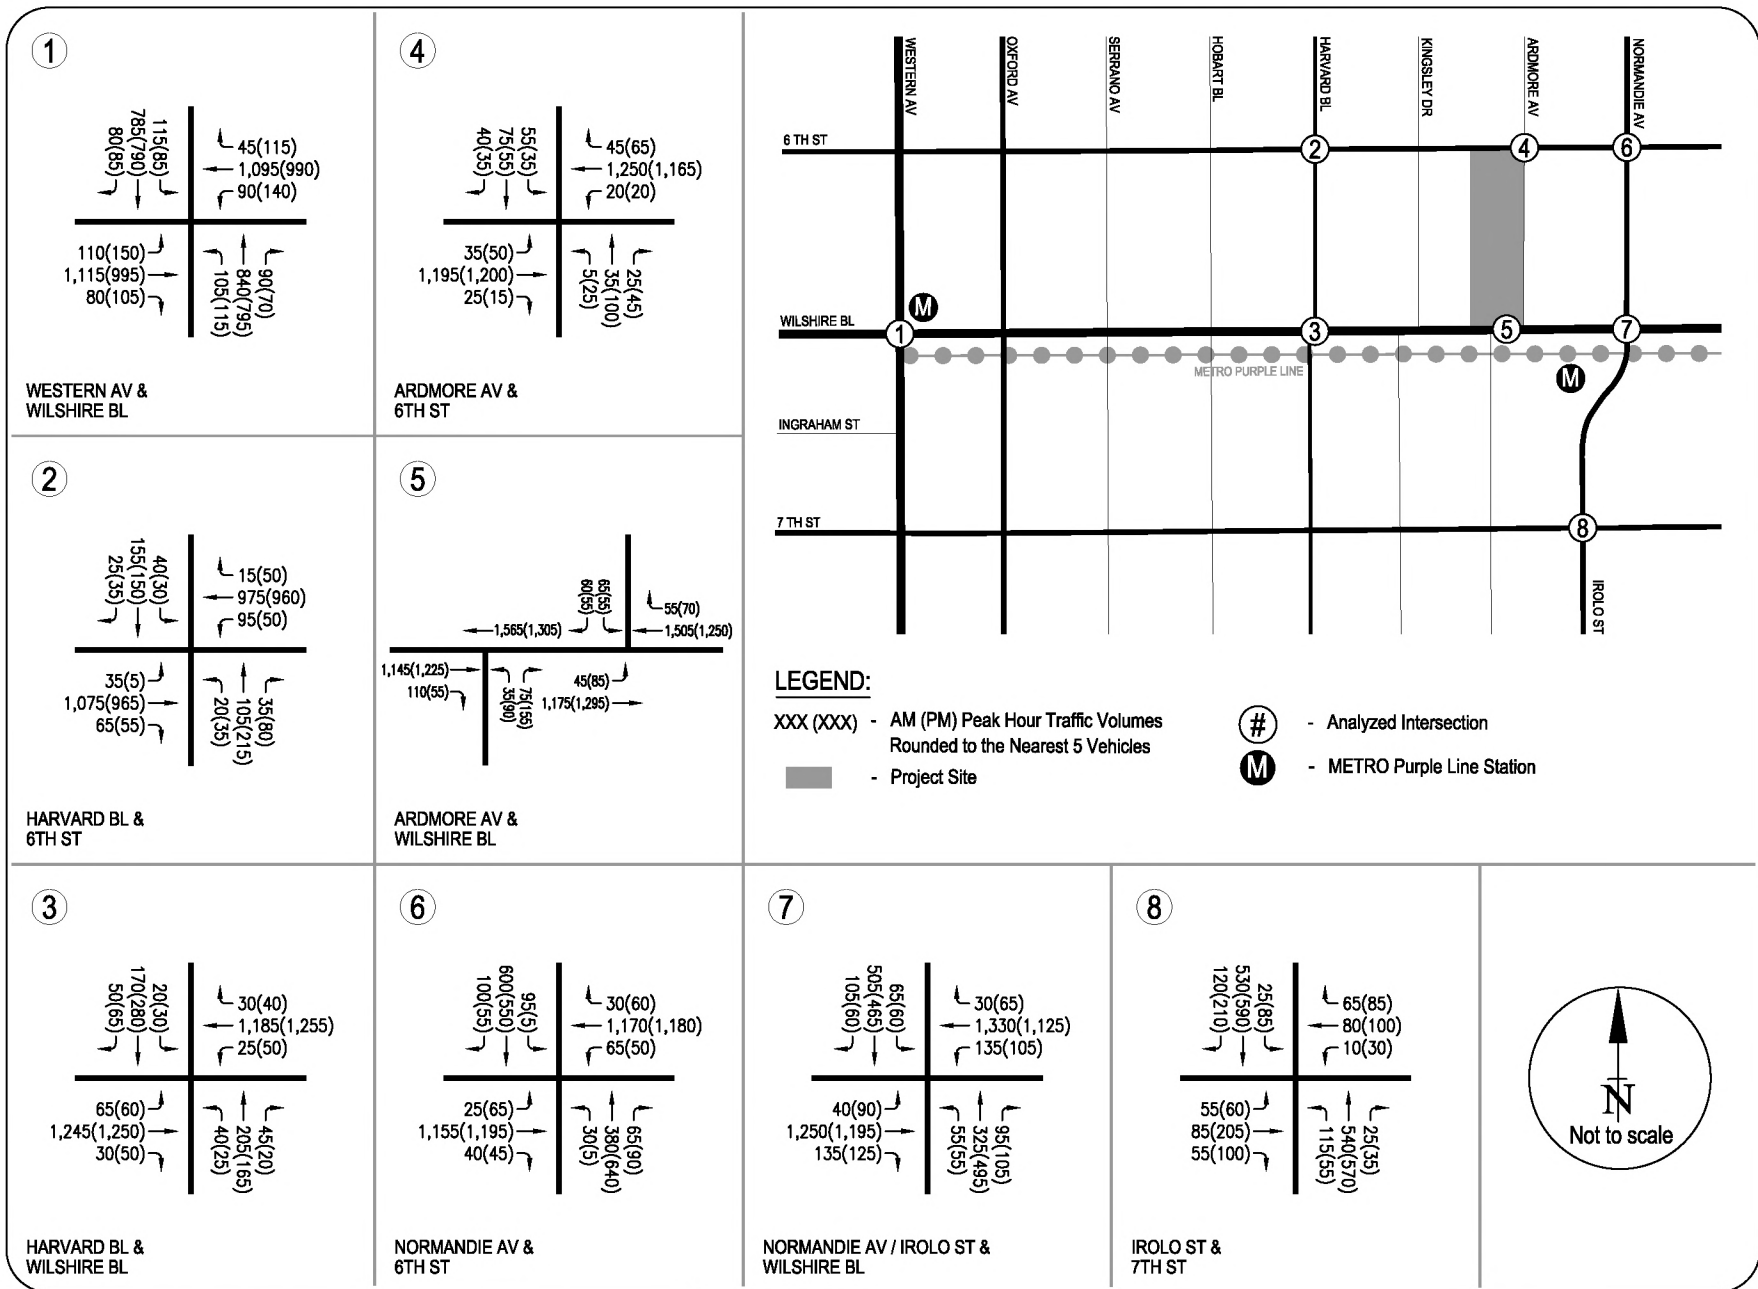 1
115(85)
785(790)
80(85)
45(115)
1,095(990)
90(140)
110(150)
1,115(995)
80(105)
90(70)
840(795)
105(115)
WESTERN AV &
WILSHIRE BL
4
55(35)
75(55)
40(35)
45(65)
1,250(1,165)
20(20)
35(50)
1,195(1,200)
25(15)
25(45)
35(100)
5(25)
ARDMORE AV &
6TH ST
2
40(30)
155(150)
25(35)
15(50)
975(960)
95(50)
35(5)
1,075(965)
65(55)
35(80)
105(215)
20(35)
HARVARD BL &
6TH ST
5
65(55)
60(55)
55(70)
1,565(1,305)
1,505(1,250)
1,145(1,225)
110(55)
75(155)
35(90)
45(85)
1,175(1,295)
ARDMORE AV &
WILSHIRE BL
WESTERN AV
OXFORD AV
SERRANO AV
HOBART BL
HARVARD BL
KINGSLEY DR
ARDMORE AV
NORMANDIE AV
6 TH ST
2
4
6
M
WILSHIRE BL
1
3
5
7
METRO PURPLE LINE
M
INGRAHAM ST
7 TH ST
8
IROLO ST
LEGEND:
XXX (XXX) - AM (PM) Peak Hour Traffic Volumes
Rounded to the Nearest 5 Vehicles
- Project Site
# - Analyzed Intersection
M - METRO Purple Line Station
3
20(30)
170(280)
50(65)
30(40)
1,185(1,255)
25(50)
65(60)
1,245(1,250)
30(50)
45(20)
205(165)
40(25)
HARVARD BL &
WILSHIRE BL
6
95(5)
600(550)
100(55)
30(60)
1,170(1,180)
65(50)
25(65)
1,155(1,195)
40(45)
65(90)
380(640)
30(5)
NORMANDIE AV &
6TH ST
7
65(60)
505(465)
105(60)
30(65)
1,330(1,125)
135(105)
40(90)
1,250(1,195)
135(125)
95(105)
325(495)
55(55)
NORMANDIE AV / IROLO ST &
WILSHIRE BL
8
25(85)
530(590)
120(210)
65(85)
80(100)
10(30)
55(60)
85(205)
55(100)
25(35)
540(570)
115(55)
IROLO ST &
7TH ST
N
Not to scale